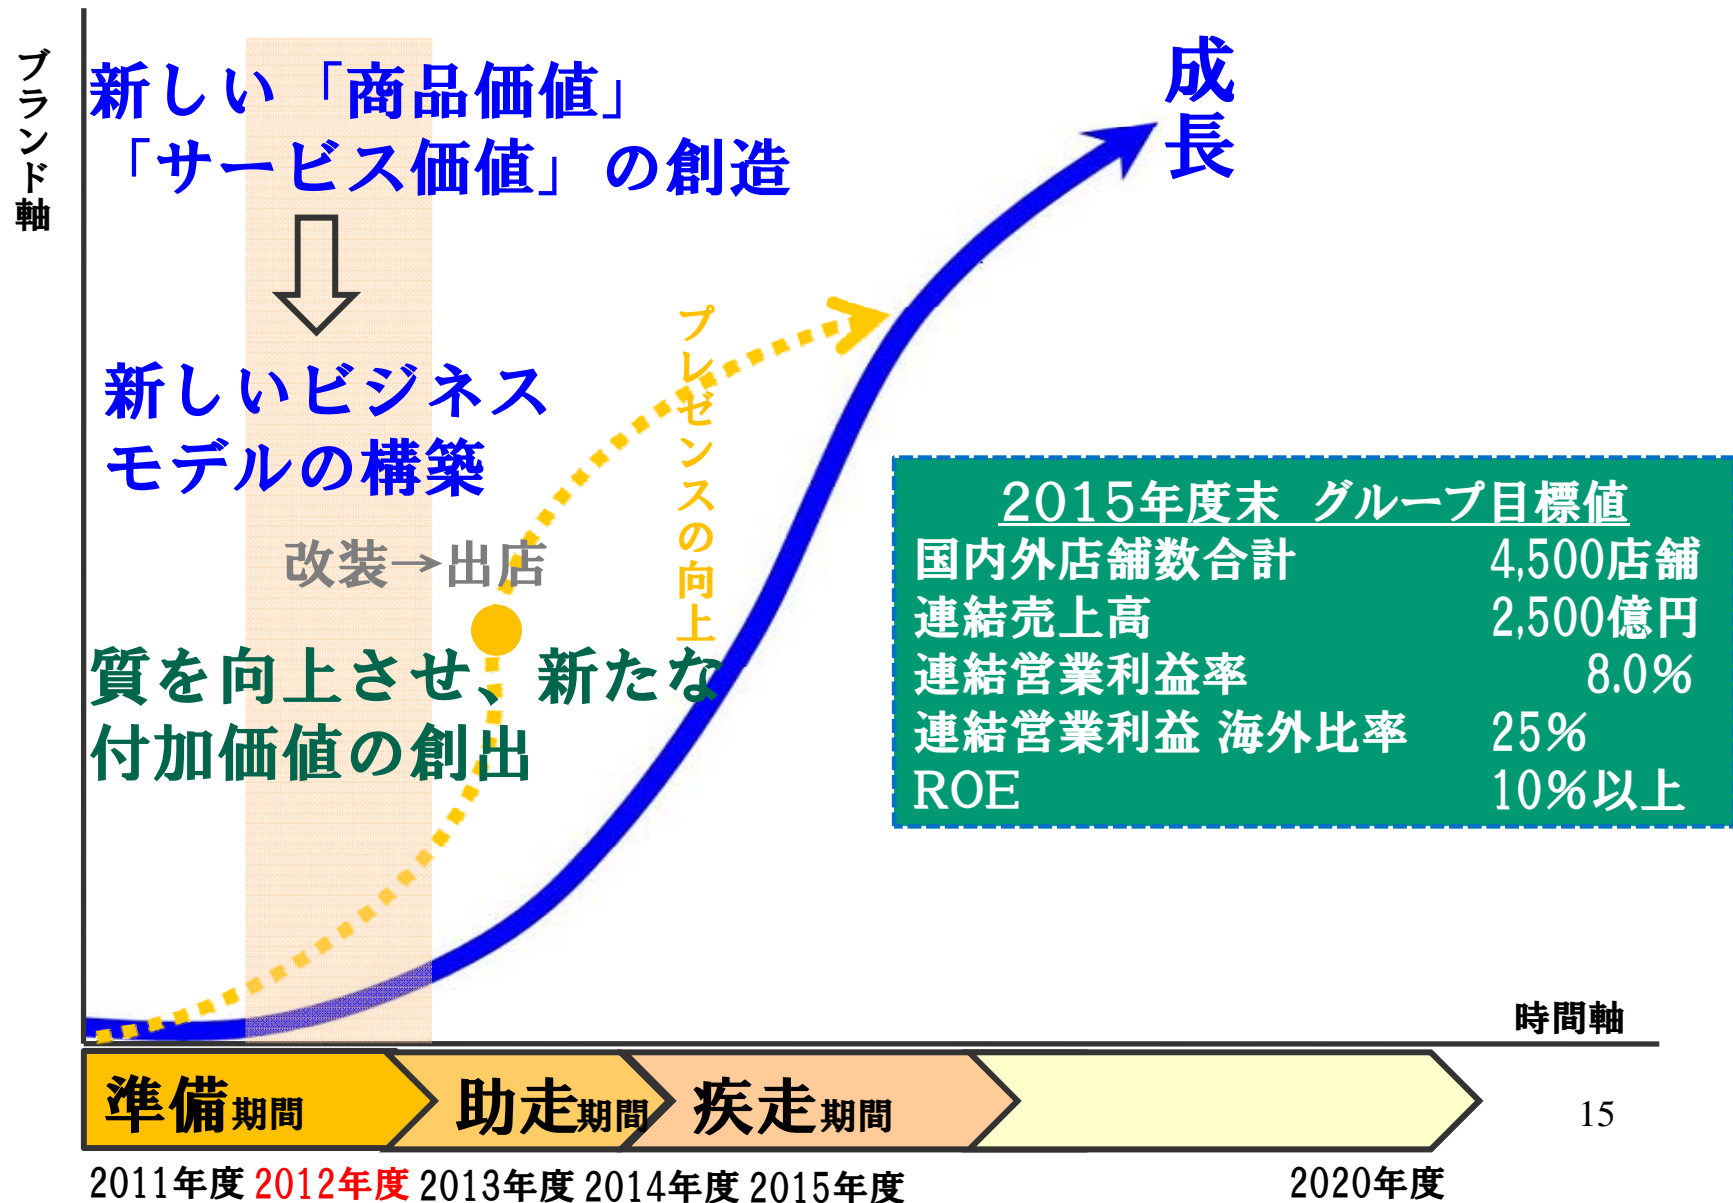 ブランド軸
新しい「商品価値」
「サービス価値」の創造
成長
新しいビジネス
モデルの構築
プレゼンスの向上
改装→出店
質を向上させ、新たな
付加価値の創出
2015年度末 グループ目標値
国内外店舗数合計 4,500店舗
連結売上高 2,500億円
連結営業利益率 8.0%
連結営業利益 海外比率 25%
ROE 10%以上
時間軸
準備期間 助走期間 疾走期間
15
2011年度 2012年度 2013年度 2014年度 2015年度 2020年度